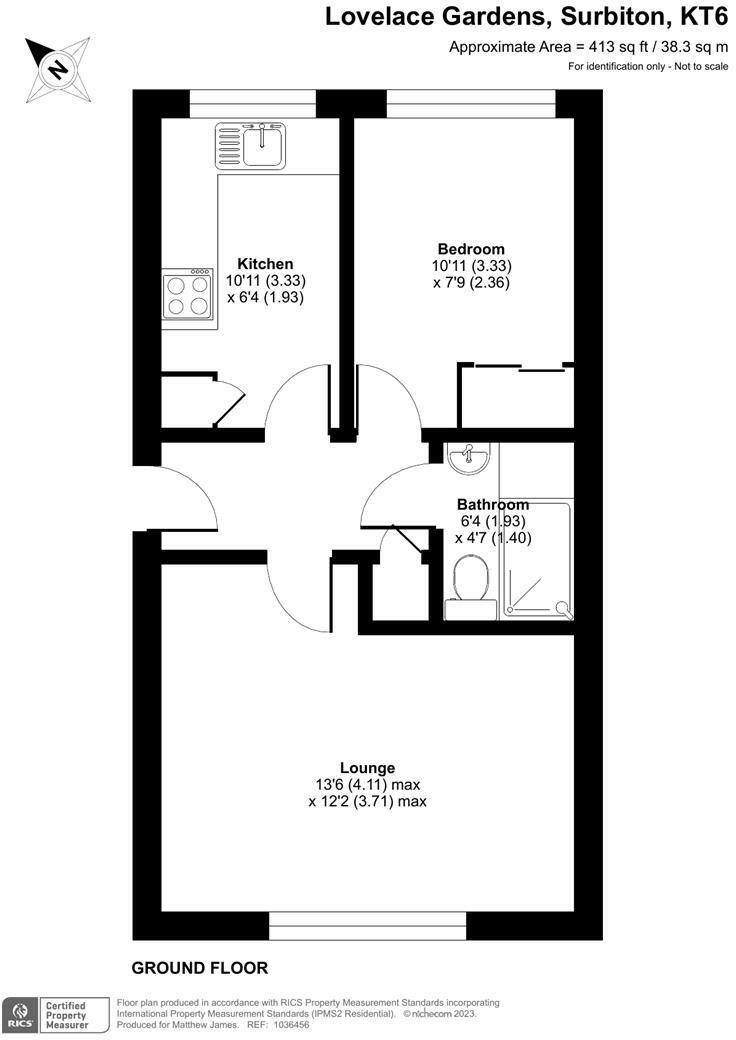 Lovelace Gardens, Surbiton, KT6
Approximate Area = 413 sq ft / 38.3 sq m
For identification only - Not to scale
N
Kitchen
10'11 (3.33)
x 6'4 (1.93)
Bedroom
10'11 (3.33)
x 7'9 (2.36)
Bathroom
6'4 (1.93)
x 4'7 (1.40)
Lounge
13'6 (4.11) max
x 12'2 (3.71) max
GROUND FLOOR
RICS
Certified
Property
Measurer
Floor plan produced in accordance with RICS Property Measurement Standards incorporating
International Property Measurement Standards (IPMS2 Residential). © nichecom 2023.
Produced for Matthew James. REF: 1036456